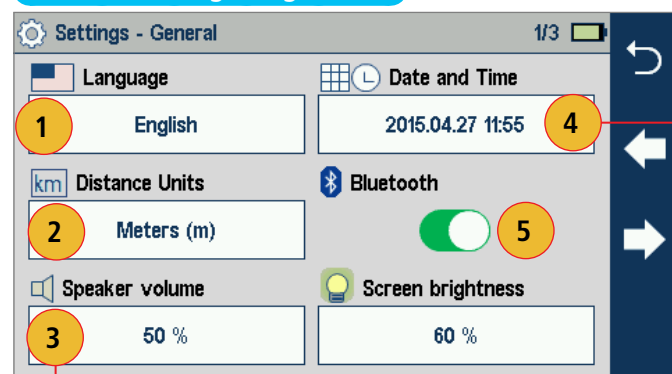 Settings - General 1/3
Language Date and Time
1 English 2015.04.27 11:55 4
km Distance Units Bluetooth
2 Meters (m) 5
Speaker volume Screen brightness
3 50 % 60 %